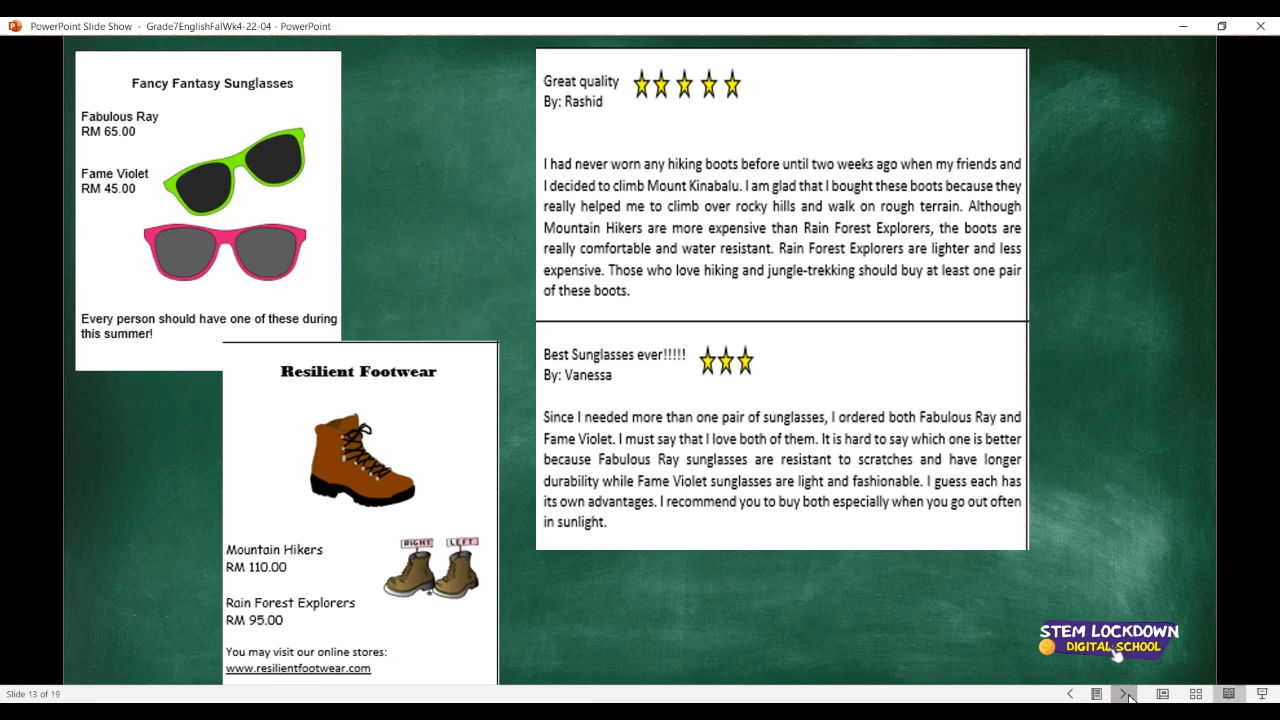 PowerPoint Slide Show - Grade7EnglishFalWk4-22-04 - PowerPoint
Fancy Fantasy Sunglasses
Fabulous Ray
RM 65.00
Fame Violet
RM 45.00
Every person should have one of these during
this summer!
Resilient Footwear
RIGHT LEFT
Mountain Hikers
RM 110.00
Rain Forest Explorers
RM 95.00
You may visit our online stores:
www.resilientfootwear.com
Great quality
By: Rashid
I had never worn any hiking boots before until two weeks ago when my friends and
I decided to climb Mount Kinabalu. I am glad that I bought these boots because they
really helped me to climb over rocky hills and walk on rough terrain. Although
Mountain Hikers are more expensive than Rain Forest Explorers, the boots are
really comfortable and water resistant. Rain Forest Explorers are lighter and less
expensive. Those who love hiking and jungle-trekking should buy at least one pair
of these boots.
Best Sunglasses ever!!!!!
By: Vanessa
Since I needed more than one pair of sunglasses, I ordered both Fabulous Ray and
Fame Violet. I must say that I love both of them. It is hard to say which one is better
because Fabulous Ray sunglasses are resistant to scratches and have longer
durability while Fame Violet sunglasses are light and fashionable. I guess each has
its own advantages. I recommend you to buy both especially when you go out often
in sunlight.
STEM LOCKDOWN
DIGITAL SCHOOL
Slide 13 of 19